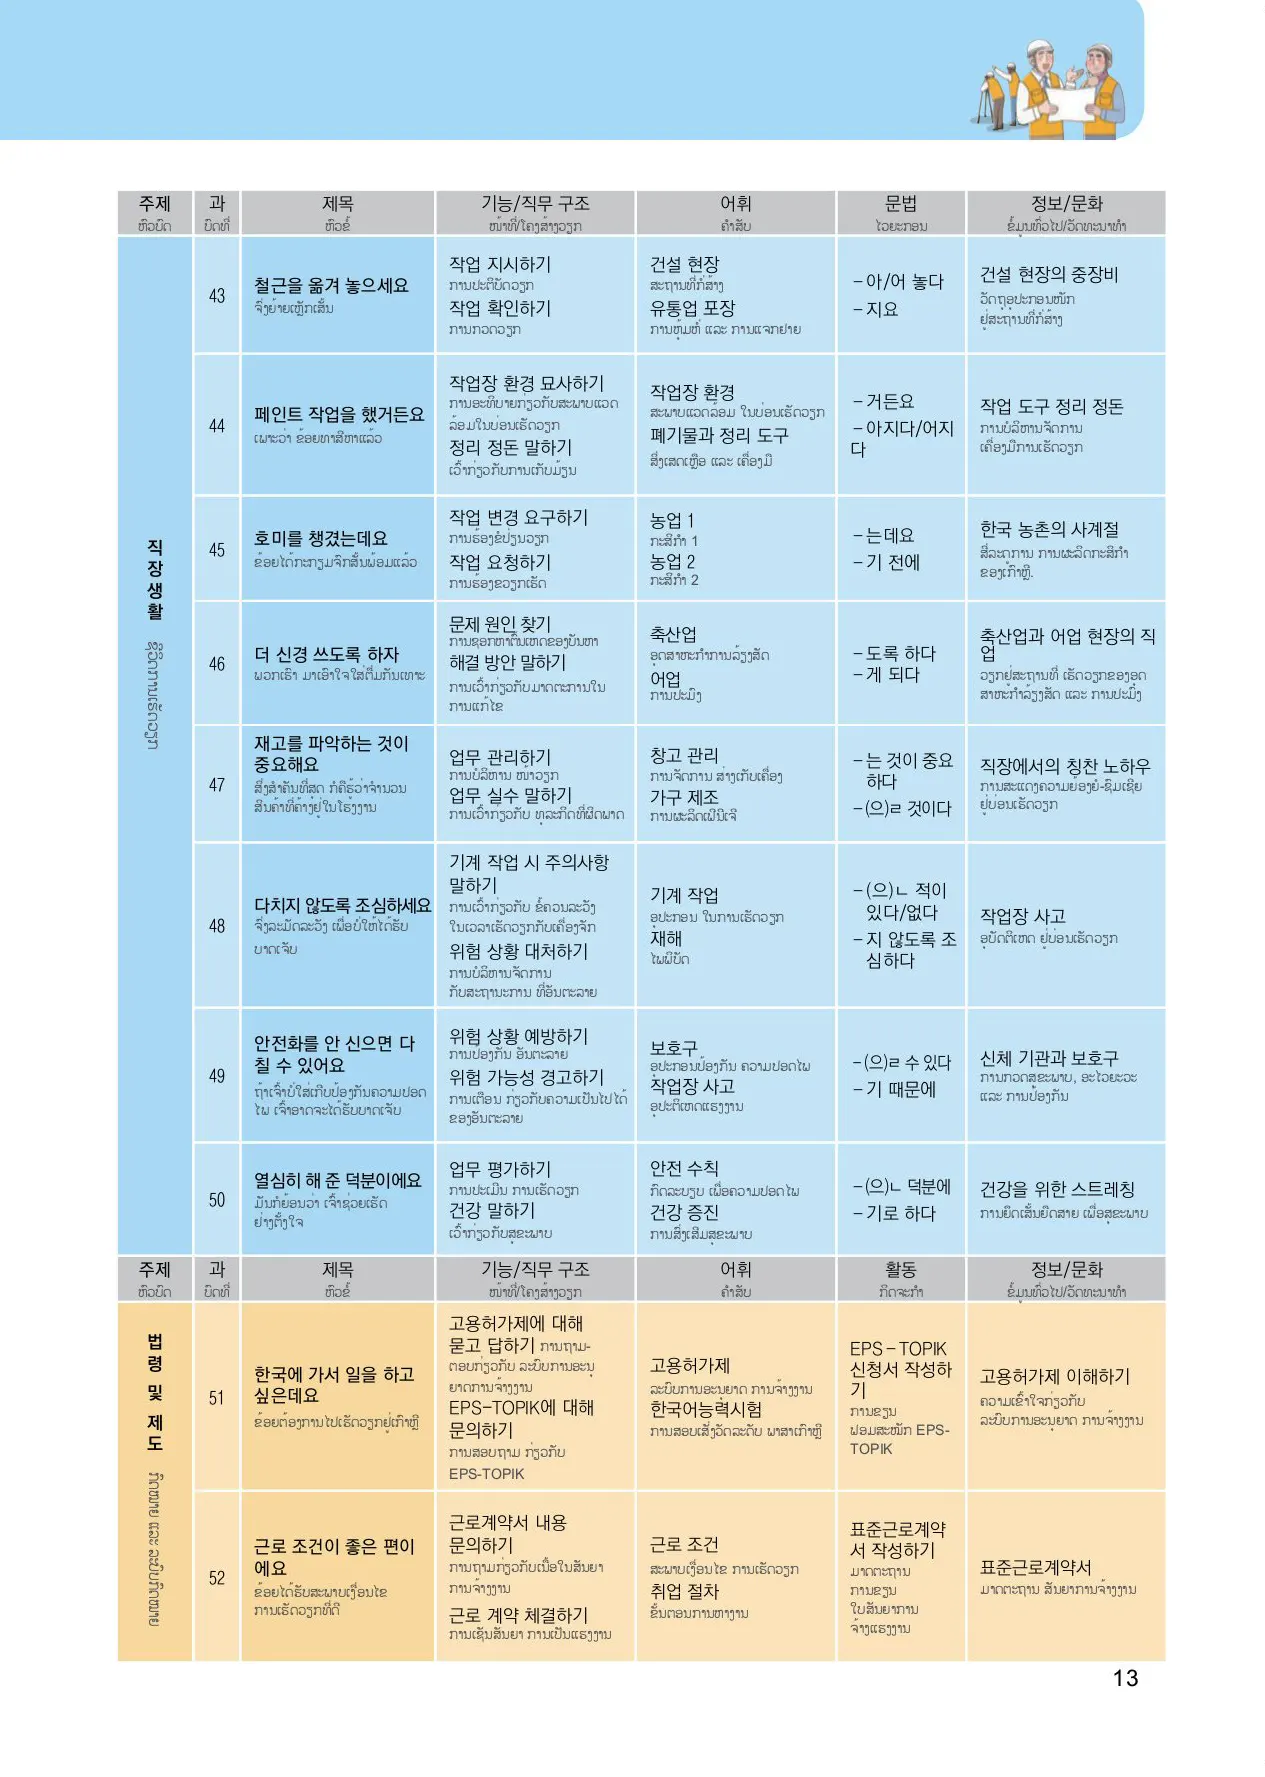 주제 과 제목 기능/직무 구조 어휘 문법 정보/문화
ຫົວບົດ ບົດທີ່ ຫົວຂໍ້ ໜ້າທີ່/ໂຄງສ້າງວຽກ ຄຳສັບ ໄວຍະກອນ ຂໍ້ມູນທົ່ວໄປ/ວັດທະນາທຳ
직장생활
ຊີວິດການເຮັດວຽກ
43
철근을 옮겨 놓으세요
ຈົ່ງຍ້າຍເຫຼັກເສັ້ນ
작업 지시하기
ການປະຕິບັດວຽກ
작업 확인하기
ການກວດວຽກ
건설 현장
ສະຖານທີ່ກໍ່ສ້າງ
유통업 포장
ການຫຸ້ມຫໍ່ ແລະ ການແຈກຢາຍ
–아/어 놓다
–지요
건설 현장의 중장비
ວັດຖຸອຸປະກອນໜັກ
ຢູ່ສະຖານທີ່ກໍ່ສ້າງ
44
페인트 작업을 했거든요
ເພາະວ່າ ຂ້ອຍທາສີຫາແລ້ວ
작업장 환경 묘사하기
ການອະທິບາຍກ່ຽວກັບສະພາບແວດ
ລ້ອມໃນບ່ອນເຮັດວຽກ
정리 정돈 말하기
ເວົ້າກ່ຽວກັບການເກັບມ້ຽນ
작업장 환경
ສະພາບແວດລ້ອມ ໃນບ່ອນເຮັດວຽກ
폐기물과 정리 도구
ສິ່ງເສດເຫຼືອ ແລະ ເຄື່ອງມື
–거든요
–아지다/어지
다
작업 도구 정리 정돈
ການບໍລິຫານຈັດການ
ເຄື່ອງມືການເຮັດວຽກ
45
호미를 챙겼는데요
ຂ້ອຍໄດ້ກະກຽມຈົກສັ້ນພ້ອມແລ້ວ
작업 변경 요구하기
ການຮ້ອງຂໍປ່ຽນວຽກ
작업 요청하기
ການຮ້ອງຂວຽກເຮັດ
농업 1
ກະສິກຳ 1
농업 2
ກະສິກຳ 2
–는데요
–기 전에
한국 농촌의 사계절
ສີ່ລະດູການ ການຜະລິດກະສິກຳ
ຂອງເກົາຫຼີ.
46
더 신경 쓰도록 하자
ພວກເຮົາ ມາເອົາໃຈໃສ່ຕື່ມກັນເທາະ
문제 원인 찾기
ການຊອກຫາຕົ້ນເຫດຂອງບັນຫາ
해결 방안 말하기
ການເວົ້າກ່ຽວກັບມາດຕະການໃນ
ການແກ້ໄຂ
축산업
ອຸດສາຫະກຳການລ້ຽງສັດ
어업
ການປະມົງ
–도록 하다
–게 되다
축산업과 어업 현장의 직
업
ວຽກຢູ່ສະຖານທີ່ ເຮັດວຽກຂອງອຸດ
ສາຫະກຳລ້ຽງສັດ ແລະ ການປະມົງ
47
재고를 파악하는 것이
중요해요
ສິ່ງສຳຄັນທີ່ສຸດ ກໍຄືຮູ້ວ່າຈຳນວນ
ສິນຄ້າທີ່ຄ້າງຢູ່ໃນໂຮງງານ
업무 관리하기
ການບໍລິຫານ ໜ້າວຽກ
업무 실수 말하기
ການເວົ້າກ່ຽວກັບ ທຸລະກິດທີ່ຜິດພາດ
창고 관리
ການຈັດການ ສ່າງເກັບເຄື່ອງ
가구 제조
ການຜະລິດເຟີນິເຈີ
–는 것이 중요
하다
–(으)ㄹ 것이다
직장에서의 칭찬 노하우
ການສະແດງຄວາມຍ້ອງຍໍ-ຊົມເຊີຍ
ຢູ່ບ່ອນເຮັດວຽກ
48
다치지 않도록 조심하세요
ຈົ່ງລະມັດລະວັງ ເພື່ອບໍ່ໃຫ້ໄດ້ຮັບ
ບາດເຈັບ
기계 작업 시 주의사항
말하기
ການເວົ້າກ່ຽວກັບ ຂໍ້ຄວນລະວັງ
ໃນເວລາເຮັດວຽກກັບເຄື່ອງຈັກ
위험 상황 대처하기
ການບໍລິຫານຈັດການ
ກັບສະຖານະການ ທີ່ອັນຕະລາຍ
기계 작업
ອຸປະກອນ ໃນການເຮັດວຽກ
재해
ໄພພິບັດ
–(으)ㄴ 적이
있다/없다
–지 않도록 조
심하다
작업장 사고
ອຸບັດຕິເຫດ ຢູ່ບ່ອນເຮັດວຽກ
49
안전화를 안 신으면 다
칠 수 있어요
ຖ້າເຈົ້າບໍ່ໃສ່ເກີບປ້ອງກັນຄວາມປອດ
ໄພ ເຈົ້າອາດຈະໄດ້ຮັບບາດເຈັບ
위험 상황 예방하기
ການປ້ອງກັນ ອັນຕະລາຍ
위험 가능성 경고하기
ການເຕືອນ ກ່ຽວກັບຄວາມເປັນໄປໄດ້
ຂອງອັນຕະລາຍ
보호구
ອຸປະກອນປ້ອງກັນ ຄວາມປອດໄພ
작업장 사고
ອຸປະຕິເຫດແຮງງານ
–(으)ㄹ 수 있다
–기 때문에
신체 기관과 보호구
ການກວດສຸຂະພາບ, ອະໄວຍະວະ
ແລະ ການປ້ອງກັນ
50
열심히 해 준 덕분이에요
ມັນກໍຍ້ອນວ່າ ເຈົ້າຊ່ວຍເຮັດ
ຢ່າງຕັ້ງໃຈ
업무 평가하기
ການປະເມີນ ການເຮັດວຽກ
건강 말하기
ເວົ້າກ່ຽວກັບສຸຂະພາບ
안전 수칙
ກົດລະບຽບ ເພື່ອຄວາມປອດໄພ
건강 증진
ການສົ່ງເສີມສຸຂະພາບ
–(으)ㄴ 덕분에
–기로 하다
건강을 위한 스트레칭
ການຍຶດເສັ້ນຍືດສາຍ ເພື່ອສຸຂະພາບ
주제 과 제목 기능/직무 구조 어휘 활동 정보/문화
ຫົວບົດ ບົດທີ່ ຫົວຂໍ້ ໜ້າທີ່/ໂຄງສ້າງວຽກ ຄຳສັບ ກິດຈະກຳ ຂໍ້ມູນທົ່ວໄປ/ວັດທະນາທຳ
법령 및 제도
ກົດໝາຍ ແລະ ລະບົບກົດໝາຍ
51
한국에 가서 일을 하고
싶은데요
ຂ້ອຍຕ້ອງການໄປເຮັດວຽກຢູ່ເກົາຫຼີ
고용허가제에 대해
묻고 답하기 ການຖາມ-
ຕອບກ່ຽວກັບ ລະບົບການອະນຸ
ຍາດການຈ້າງງານ
EPS-TOPIK에 대해
문의하기
ການສອບຖາມ ກ່ຽວກັບ
EPS-TOPIK
고용허가제
ລະບົບການອະນຸຍາດ ການຈ້າງງານ
한국어능력시험
ການສອບເສັງວັດລະດັບ ພາສາເກົາຫຼີ
EPS–TOPIK
신청서 작성하
기
ການຂຽນ
ຟອມສະໝັກ EPS-
TOPIK
고용허가제 이해하기
ຄວາມເຂົ້າໃຈກ່ຽວກັບ
ລະບົບການອະນຸຍາດ ການຈ້າງງານ
52
근로 조건이 좋은 편이
에요
ຂ້ອຍໄດ້ຮັບສະພາບເງື່ອນໄຂ
ການເຮັດວຽກທີ່ດີ
근로계약서 내용
문의하기
ການຖາມກ່ຽວກັບເນື້ອໃນສັນຍາ
ການຈ້າງງານ
근로 계약 체결하기
ການເຊັນສັນຍາ ການເປັນແຮງງານ
근로 조건
ສະພາບເງື່ອນໄຂ ການເຮັດວຽກ
취업 절차
ຂັ້ນຕອນການຫາງານ
표준근로계약
서 작성하기
ມາດຕະຖານ
ການຂຽນ
ໃບສັນຍາການ
ຈ້າງແຮງງານ
표준근로계약서
ມາດຕະຖານ ສັນຍາການຈ້າງງານ
13